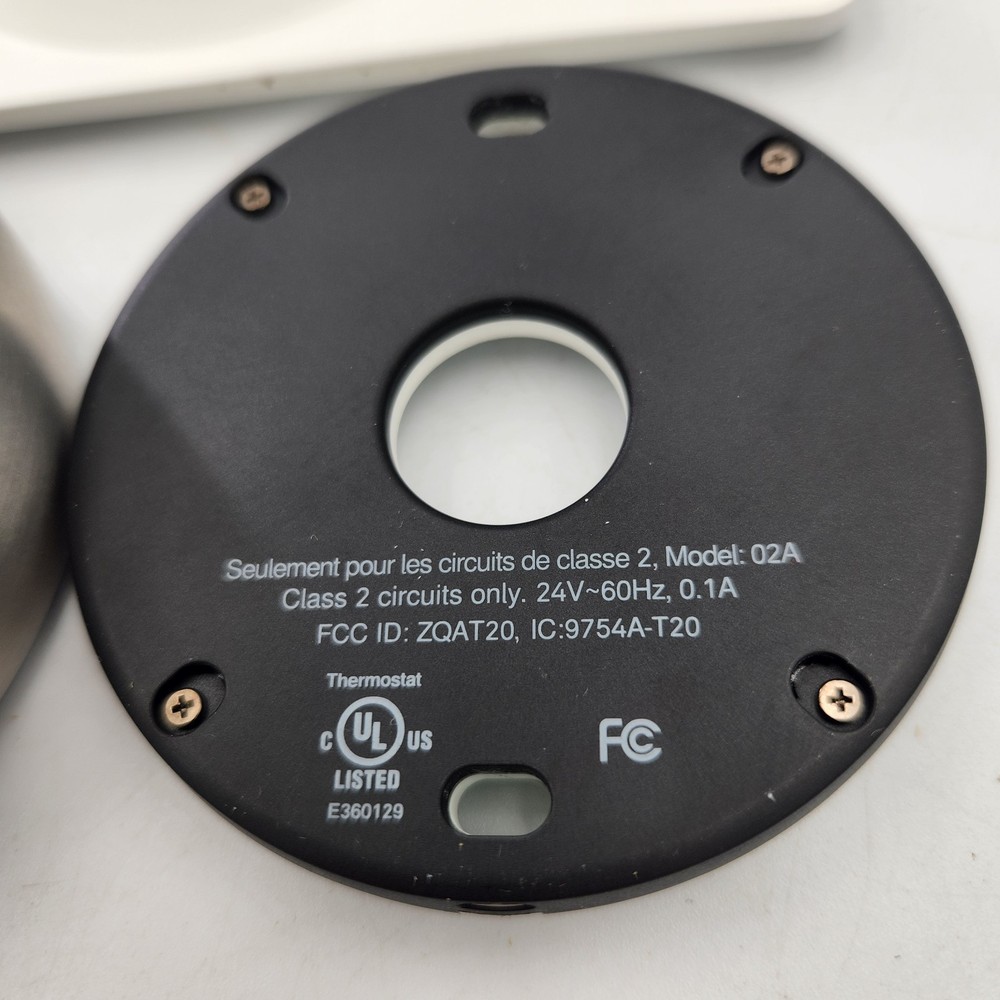 Seulement pour les circuits de classe 2, Model: 02A
Class 2 circuits only. 24V~60Hz, 0.1A
FCC ID: ZQAT20, IC:9754A-T20
Thermostat
C UL US
LISTED
E360129
FC